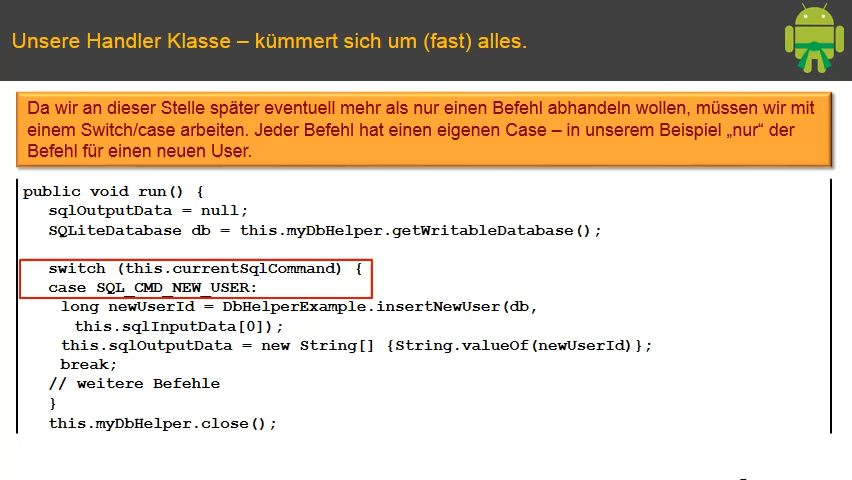 Unsere Handler Klasse – kümmert sich um (fast) alles.
Da wir an dieser Stelle später eventuell mehr als nur einen Befehl abhandeln wollen, müssen wir mit
einem Switch/case arbeiten. Jeder Befehl hat einen eigenen Case – in unserem Beispiel „nur“ der
Befehl für einen neuen User.
public void run() {
sqlOutputData = null;
SQLiteDatabase db = this.myDbHelper.getWritableDatabase();
switch (this.currentSqlCommand) {
case SQL_CMD_NEW_USER:
long newUserId = DbHelperExample.insertNewUser(db,
this.sqlInputData[0]);
this.sqlOutputData = new String[] {String.valueOf(newUserId)};
break;
// weitere Befehle
}
this.myDbHelper.close();